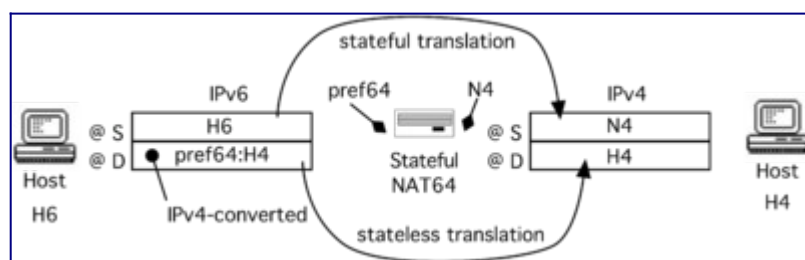 stateful translation
IPv6
pref64
N4
IPv4
@ S
H6
@ S
N4
@ D
pref64:H4
Stateful
NAT64
@ D
H4
Host
H6
IPv4-converted
Host
H4
stateless translation